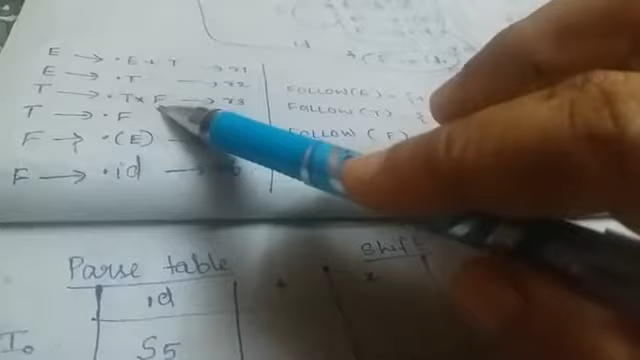 E → .E + T → r1
E → .T → r2
T → .T * F → r3
T → .F
F → .(E) →
F → .id →
FOLLOW(E) = {
FOLLOW(T) {
FOLLOW (F)
Parse table
Shift
id
I0 S5